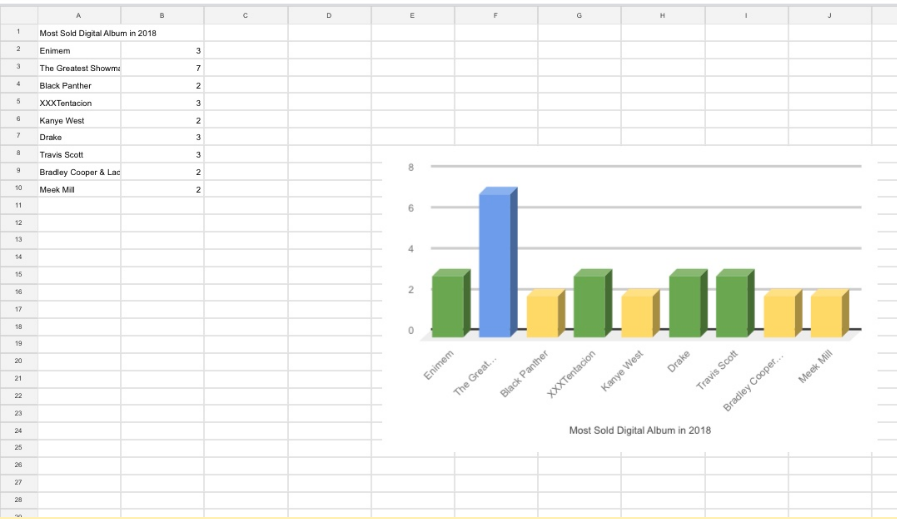 A B C D E F G H I J
1 Most Sold Digital Album in 2018
2 Enimem 3
3 The Greatest Showma 7
4 Black Panther 2
5 XXXTentacion 3
6 Kanye West 2
7 Drake 3
8 Travis Scott 3
9 Bradley Cooper & Lad 2
10 Meek Mill 2
11
12
13
14
15
16
17
18
19
20
21
22
23
24
25
26
27
28
29
8
6
4
2
0
Enimem The Great... Black Panther XXXTentacion Kanye West Drake Travis Scott Bradley Cooper... Meek Mill
Most Sold Digital Album in 2018